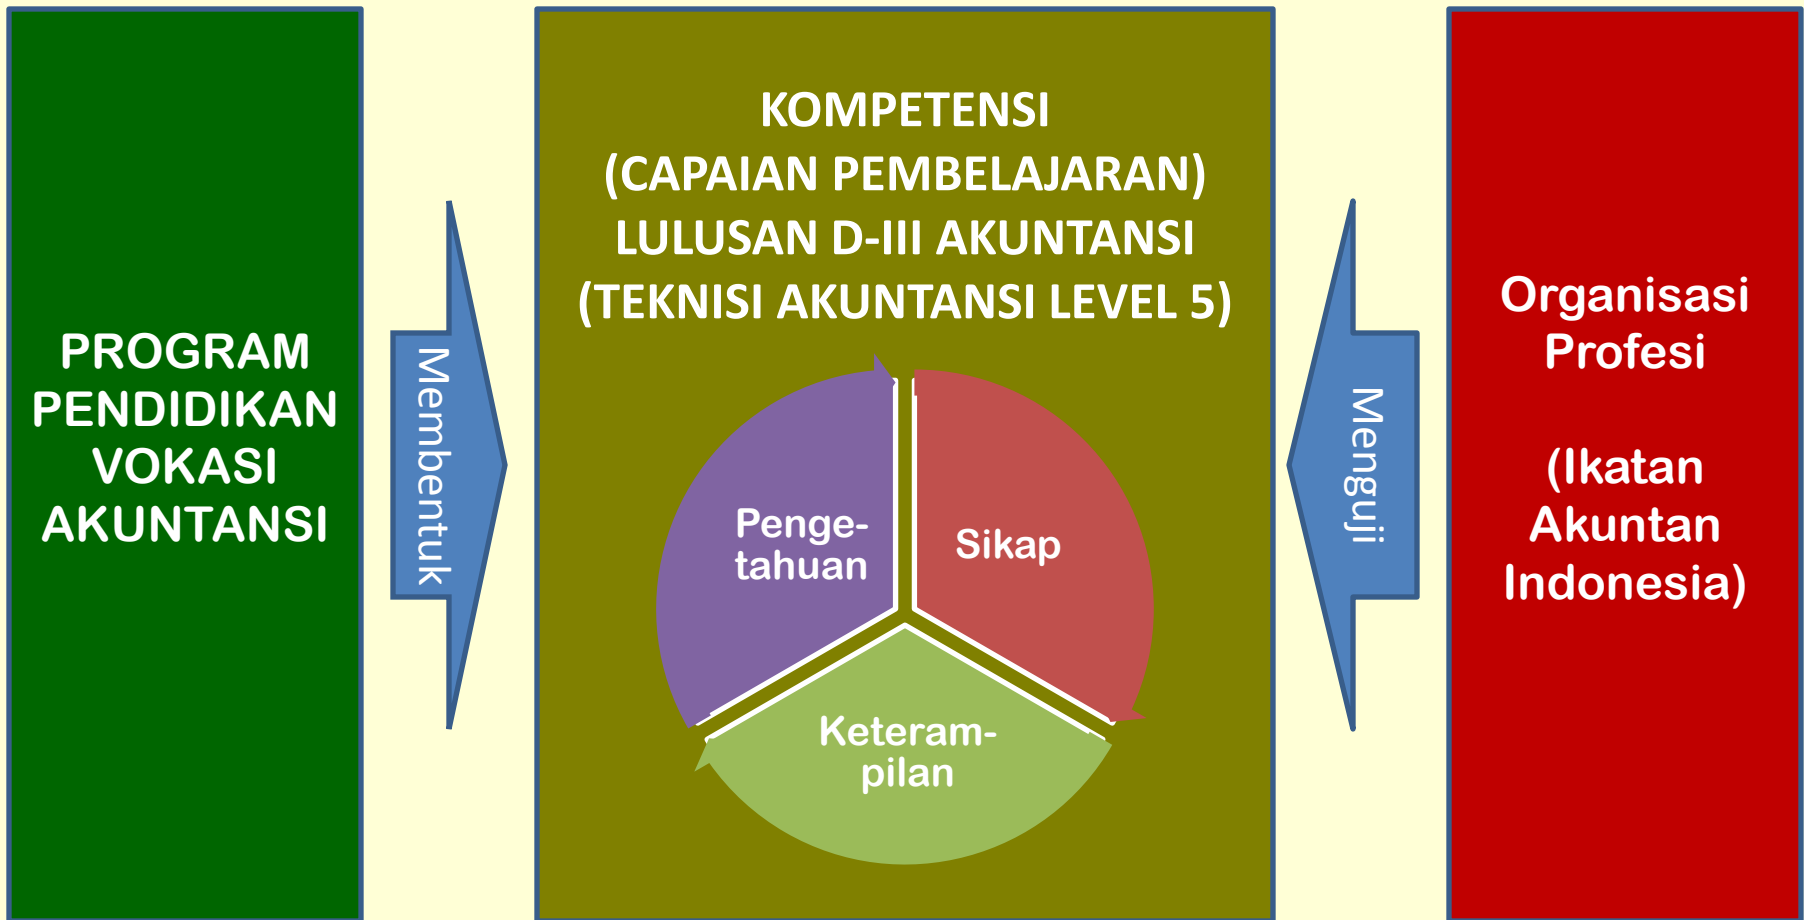 PROGRAM
PENDIDIKAN
VOKASI
AKUNTANSI
Membentuk
KOMPETENSI
(CAPAIAN PEMBELAJARAN)
LULUSAN D-III AKUNTANSI
(TEKNISI AKUNTANSI LEVEL 5)
Penge-
tahuan
Sikap
Keteram-
pilan
Menguji
Organisasi
Profesi
(Ikatan
Akuntan
Indonesia)